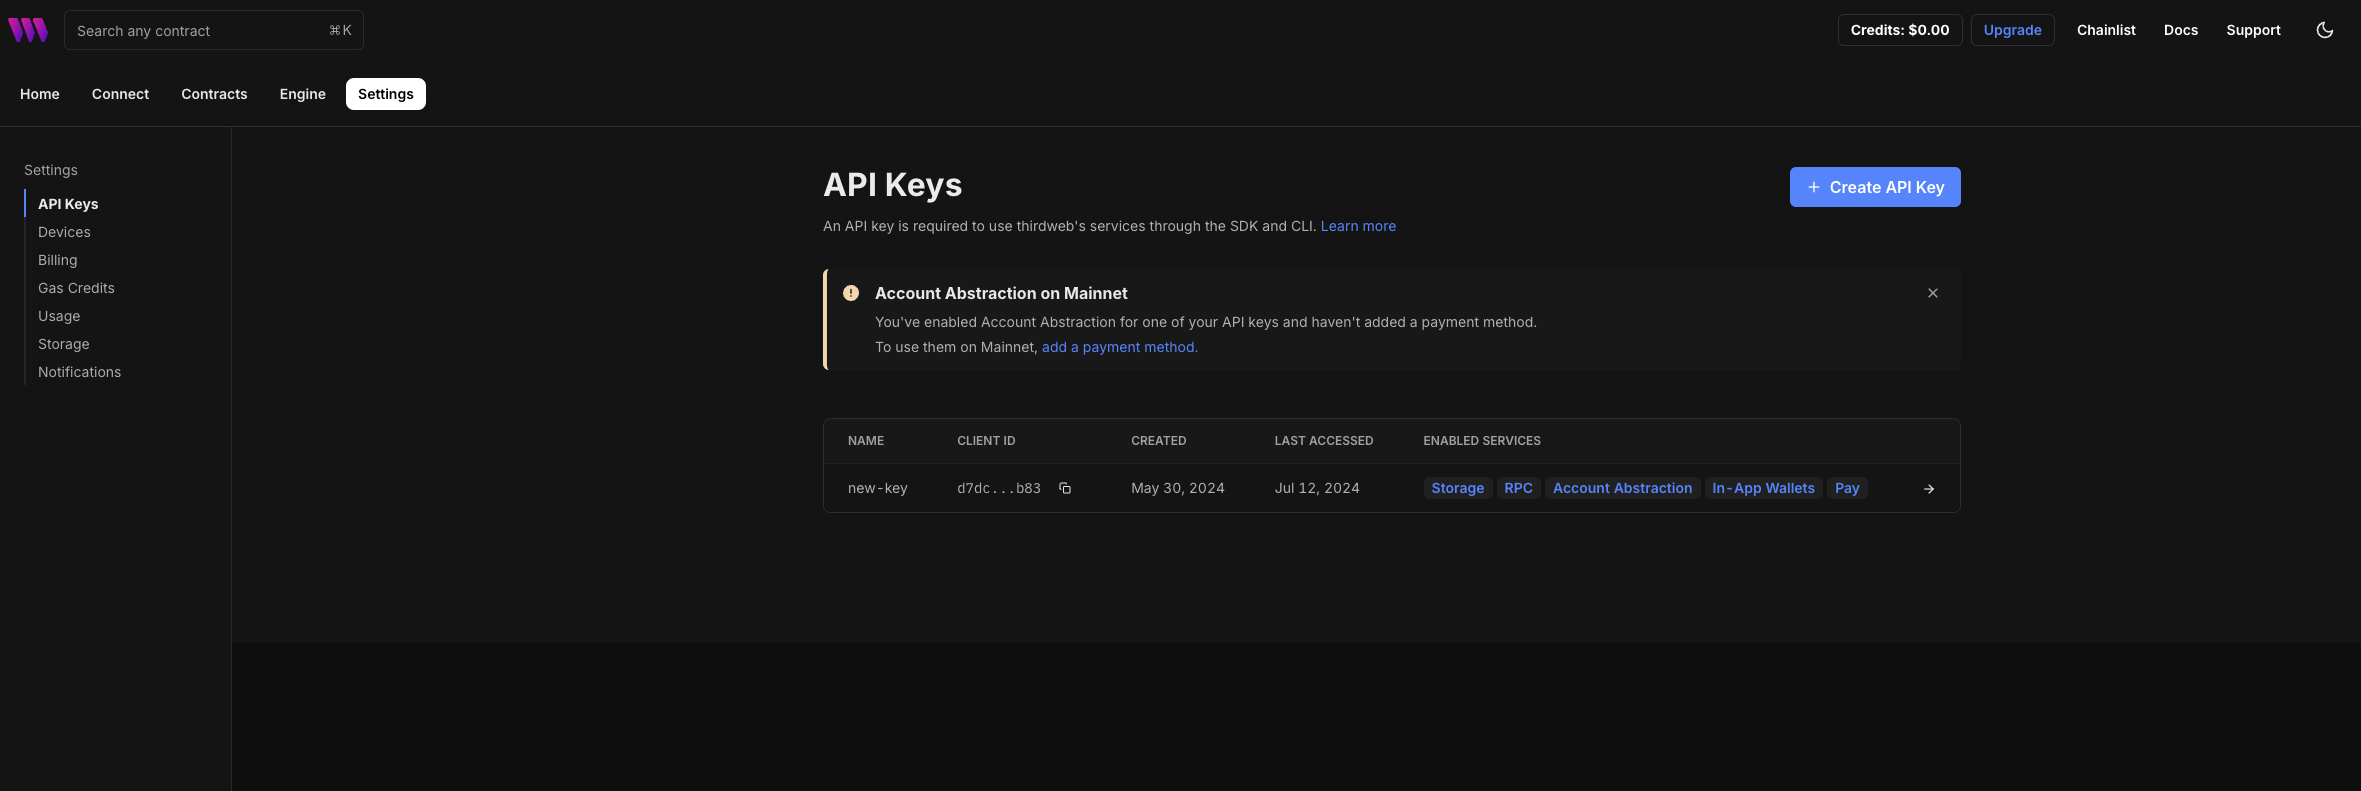 Search any contract ⌘K
Credits: $0.00 Upgrade Chainlist Docs Support
Home Connect Contracts Engine Settings
Settings
API Keys
Devices
Billing
Gas Credits
Usage
Storage
Notifications
API Keys
Create API Key
An API key is required to use thirdweb's services through the SDK and CLI. Learn more
Account Abstraction on Mainnet
You've enabled Account Abstraction for one of your API keys and haven't added a payment method.
To use them on Mainnet, add a payment method.
NAME CLIENT ID CREATED LAST ACCESSED ENABLED SERVICES
new-key d7dc...b83 May 30, 2024 Jul 12, 2024 Storage RPC Account Abstraction In-App Wallets Pay